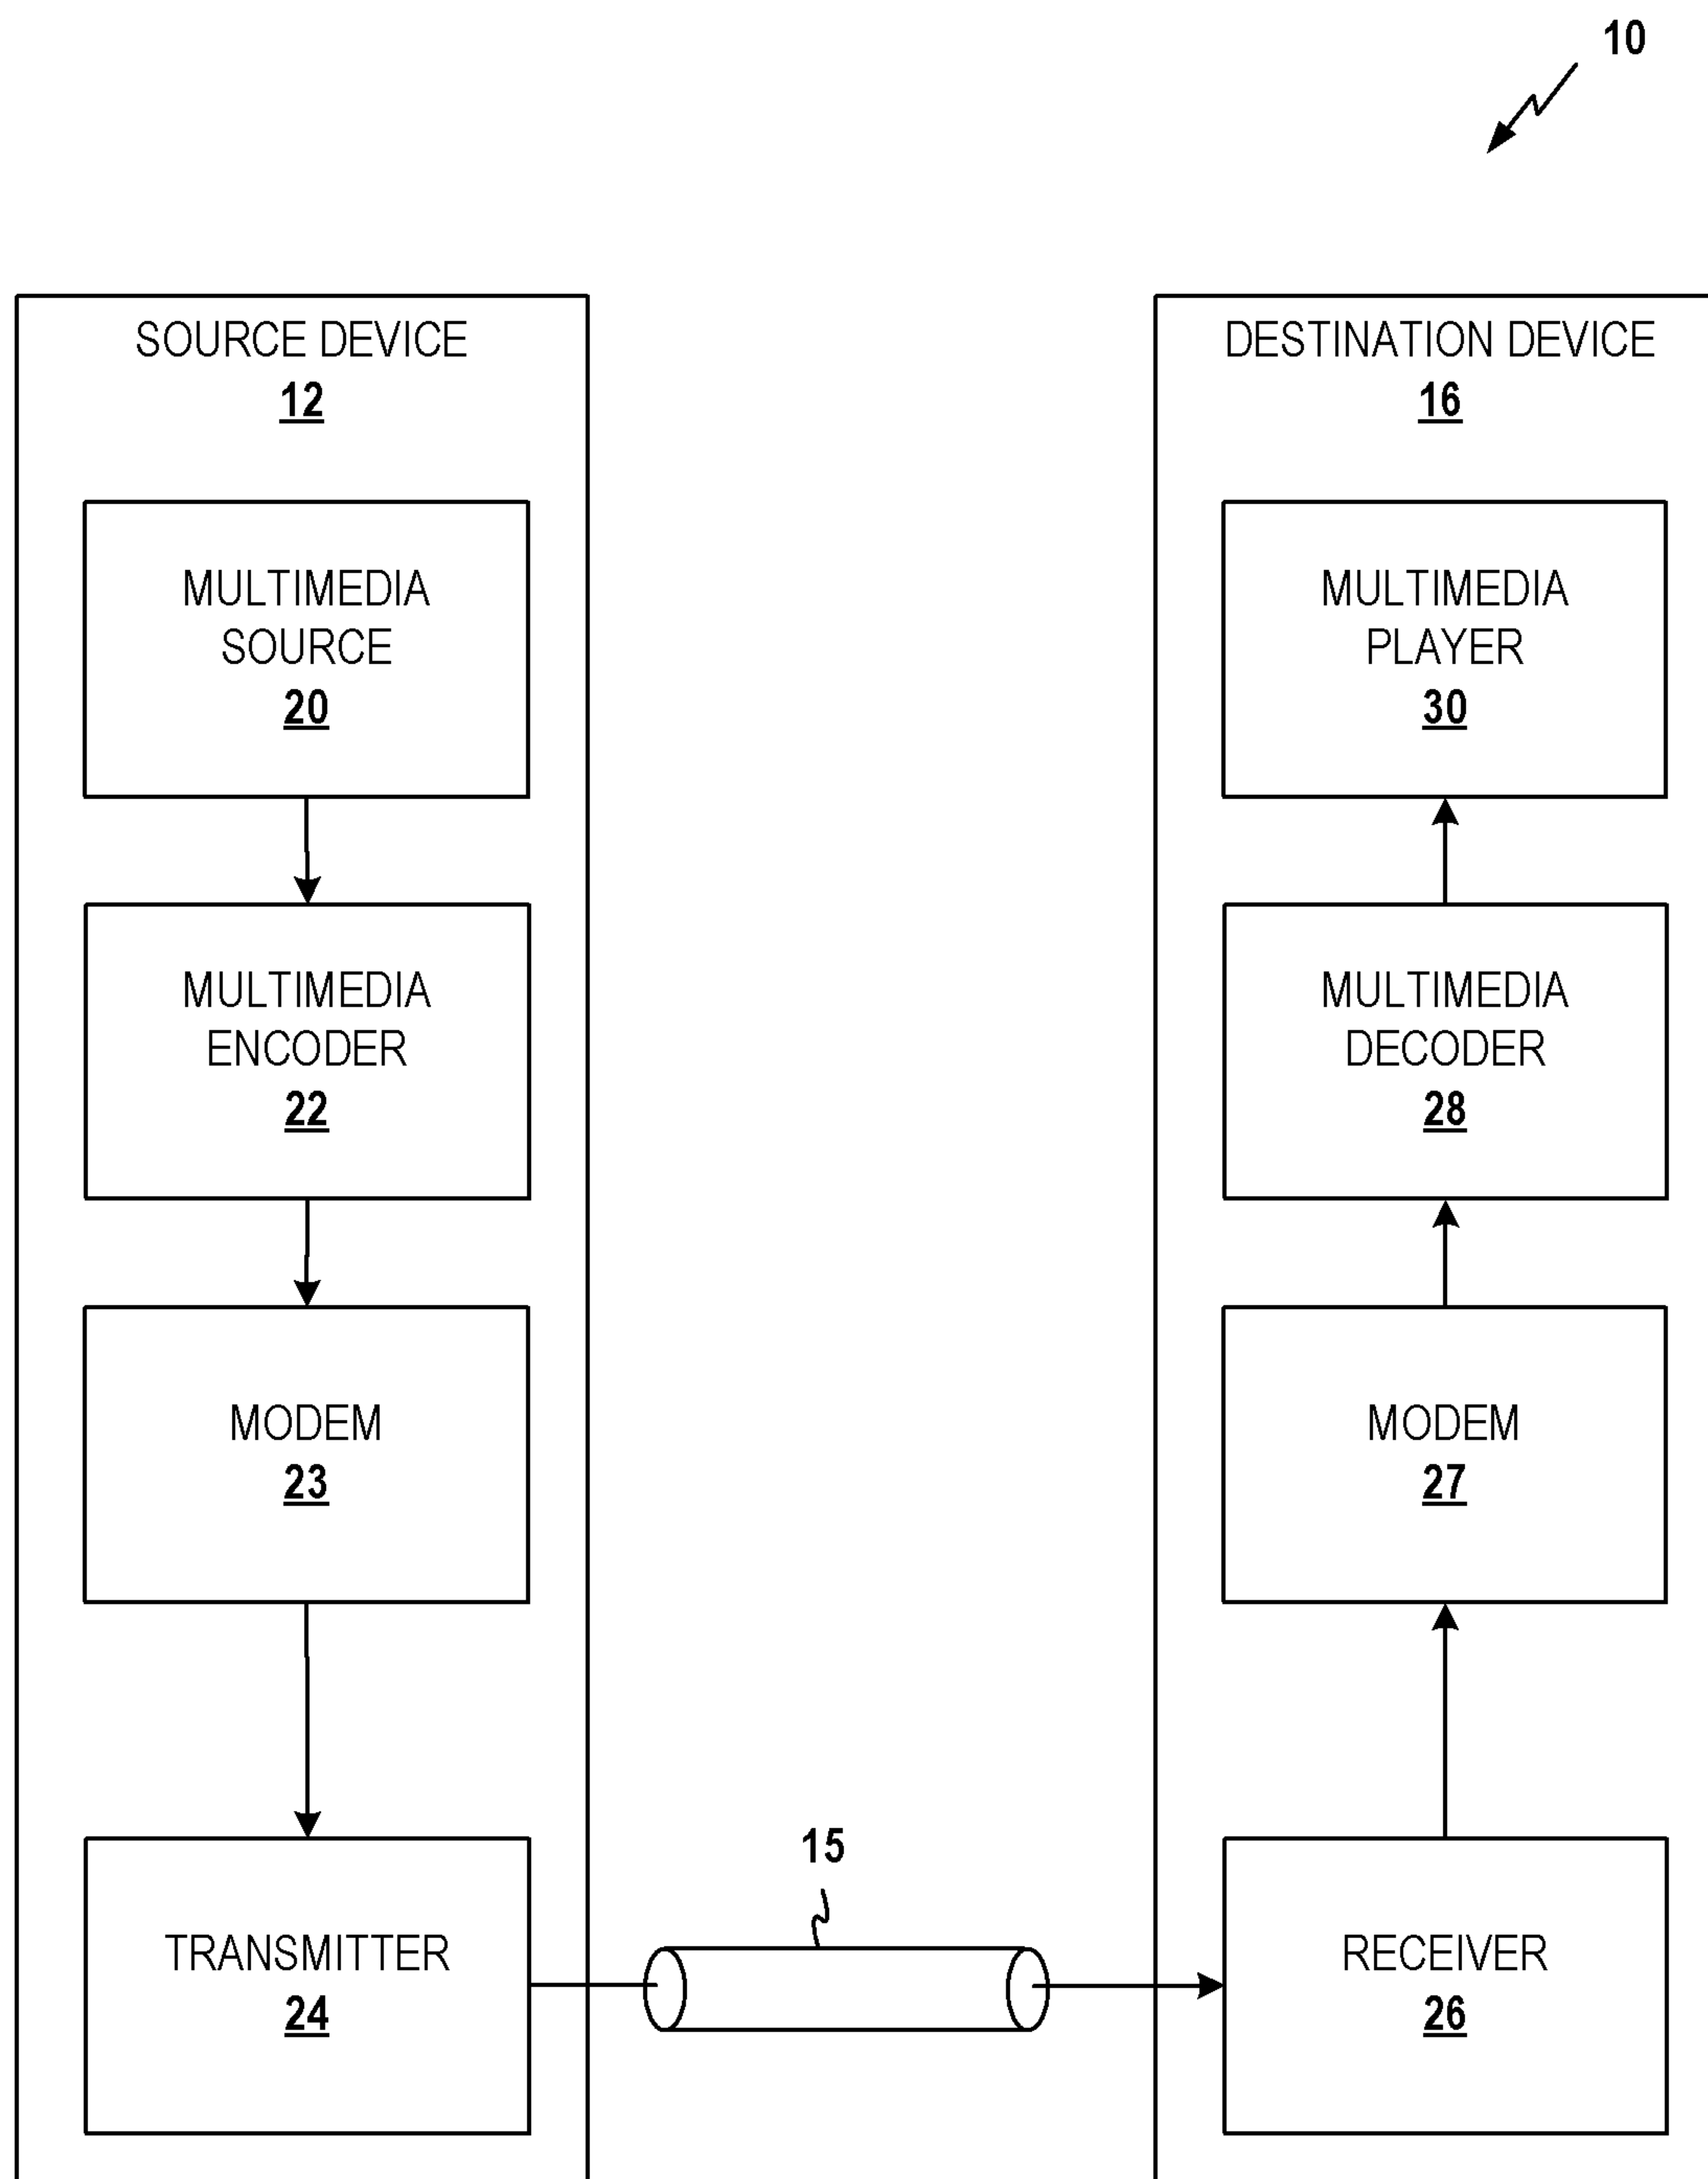 10
SOURCE DEVICE
12
MULTIMEDIA
SOURCE
20
MULTIMEDIA
ENCODER
22
MODEM
23
TRANSMITTER
24
15
DESTINATION DEVICE
16
MULTIMEDIA
PLAYER
30
MULTIMEDIA
DECODER
28
MODEM
27
RECEIVER
26